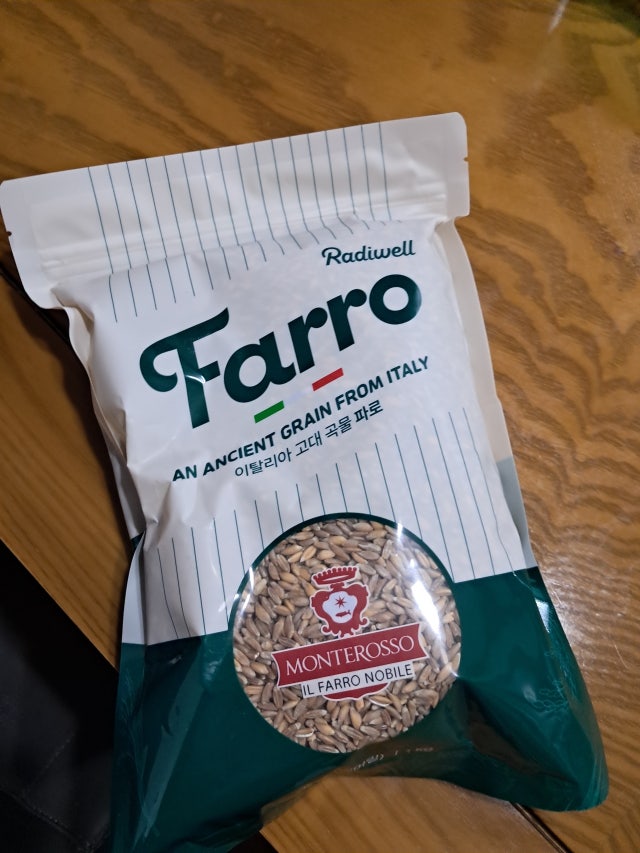 Radiwell
Farro
AN ANCIENT GRAIN FROM ITALY
이탈리아 고대 곡물 파로
MONTEROSSO
IL FARRO NOBILE